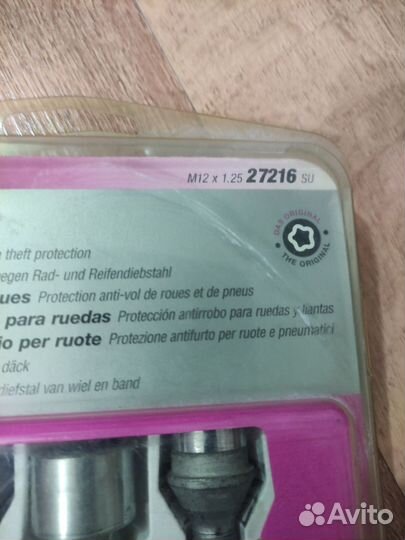 M12 x 1.25 27216 SU
DAS ORIGINAL
THE ORIGINAL
theft protection
gegen Rad- und Reifendiebstahl
ues Protection anti-vol de roues et de pneus
para ruedas Protección antirrobo para ruedas y llantas
io per ruote Protezione antifurto per ruote e pneumatici
däck
diefstal van wiel en band
Avito